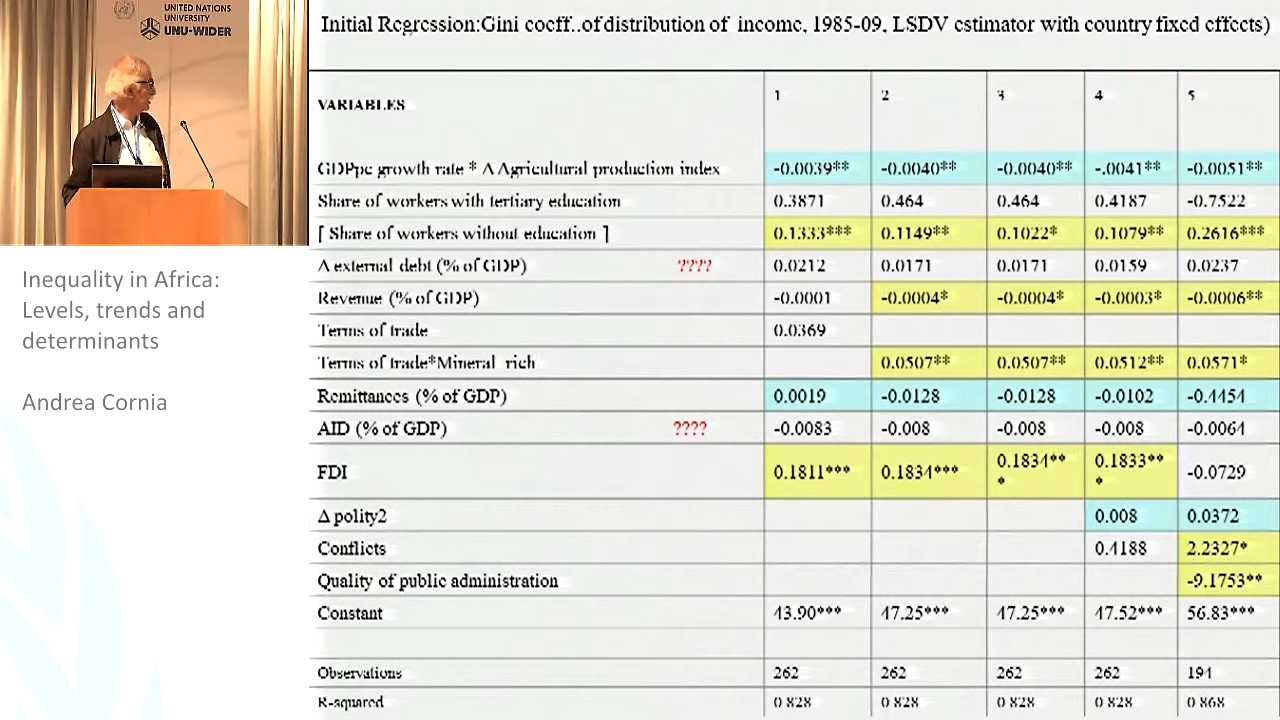 UNITED NATIONS
UNIVERSITY
UNU-WIDER
Inequality in Africa:
Levels, trends and
determinants
Andrea Cornia
Initial Regression:Gini coeff..of distribution of income, 1985-09, LSDV estimator with country fixed effects)
VARIABLES 1 2 3 4 5
GDPpc growth rate * Δ Agricultural production index -0.0039** -0.0040** -0.0040** -.0041** -0.0051**
Share of workers with tertiary education 0.3871 0.464 0.464 0.4187 -0.7522
[ Share of workers without education ] 0.1333*** 0.1149** 0.1022* 0.1079** 0.2616***
Δ external debt (% of GDP) ???? 0.0212 0.0171 0.0171 0.0159 0.0237
Revenue (% of GDP) -0.0001 -0.0004* -0.0004* -0.0003* -0.0006**
Terms of trade 0.0369
Terms of trade*Mineral rich 0.0507** 0.0507** 0.0512** 0.0571*
Remittances (% of GDP) 0.0019 -0.0128 -0.0128 -0.0102 -0.4454
AID (% of GDP) ???? -0.0083 -0.008 -0.008 -0.008 -0.0064
FDI 0.1811*** 0.1834*** 0.1834*** 0.1833*** -0.0729
Δ polity2 0.008 0.0372
Conflicts 0.4188 2.2327*
Quality of public administration -9.1753**
Constant 43.90*** 47.25*** 47.25*** 47.52*** 56.83***
Observations 262 262 262 262 194
R-squared 0.828 0.828 0.828 0.828 0.868